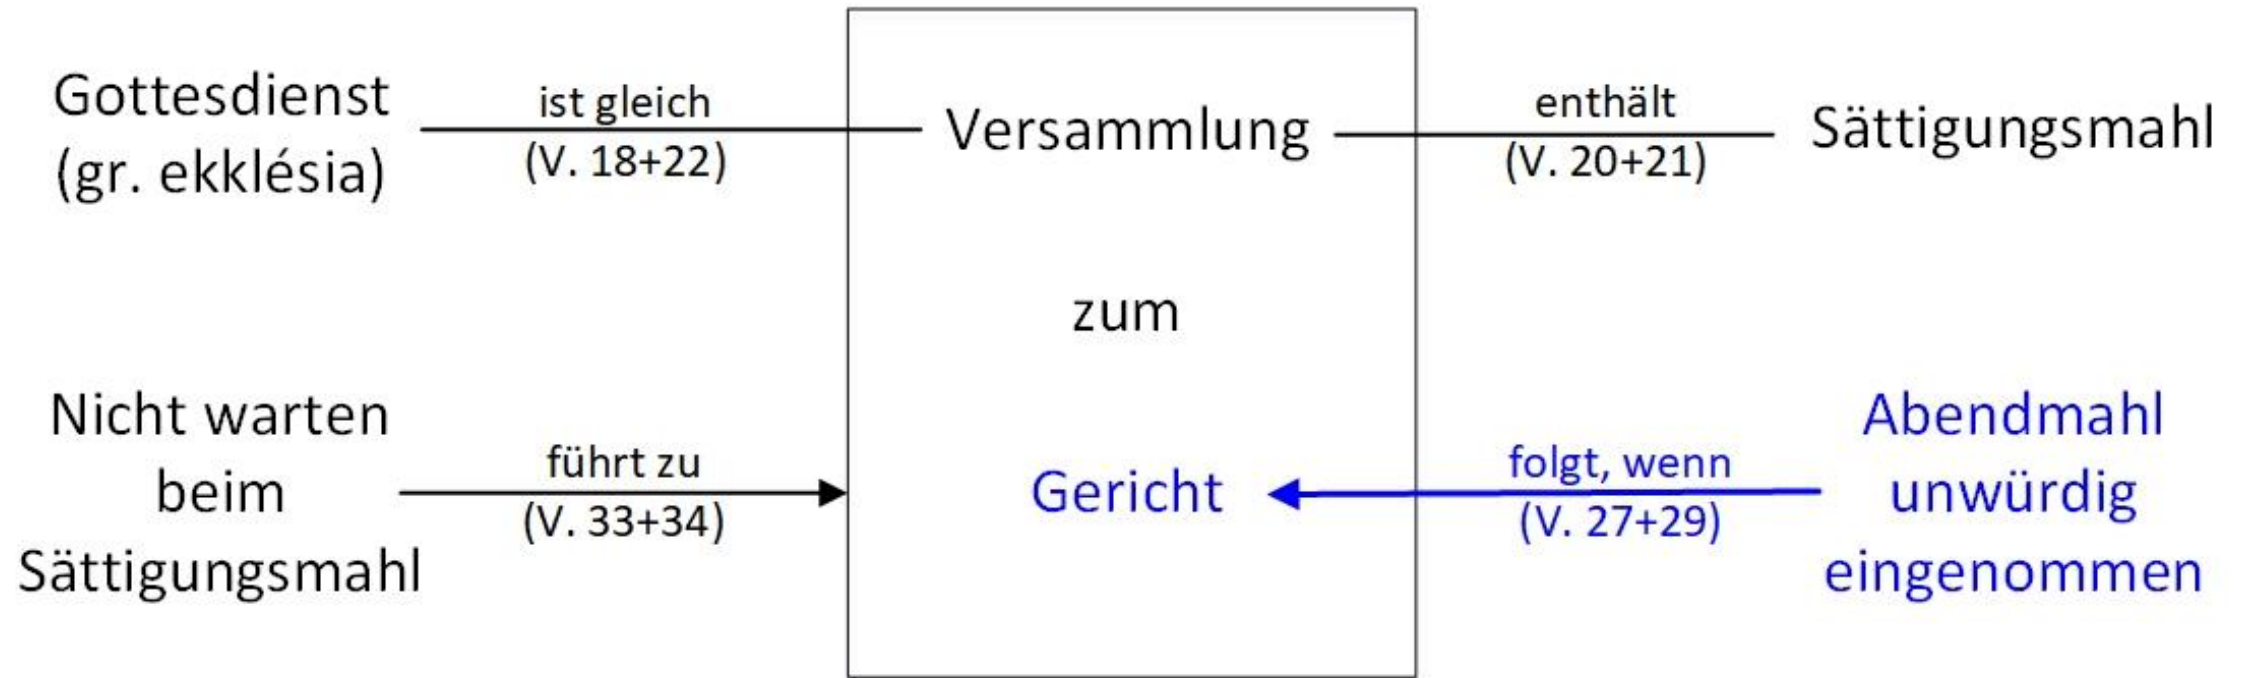 Gottesdienst
(gr. ekklésia)
ist gleich
(V. 18+22)
Versammlung
enthält
(V. 20+21)
Sättigungsmahl
zum
Nicht warten
beim
Sättigungsmahl
führt zu
(V. 33+34)
Gericht
folgt, wenn
(V. 27+29)
Abendmahl
unwürdig
eingenommen